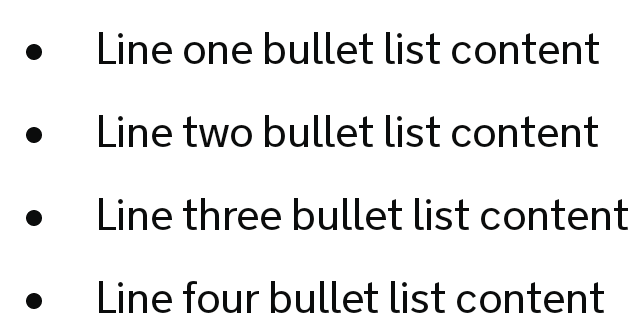 • Line one bullet list content
• Line two bullet list content
• Line three bullet list content
• Line four bullet list content